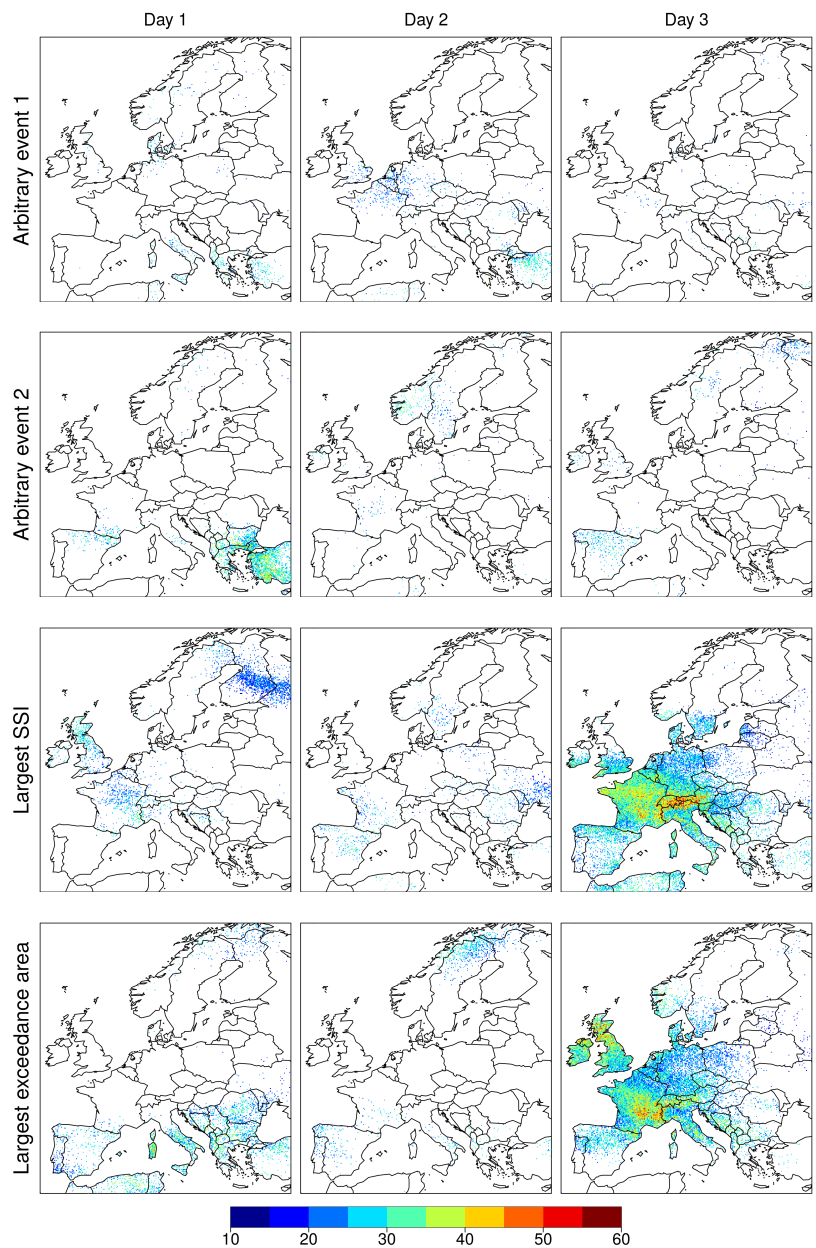 Day 1 Day 2 Day 3
Arbitrary event 1
Arbitrary event 2
Largest SSI
Largest exceedance area
10 20 30 40 50 60